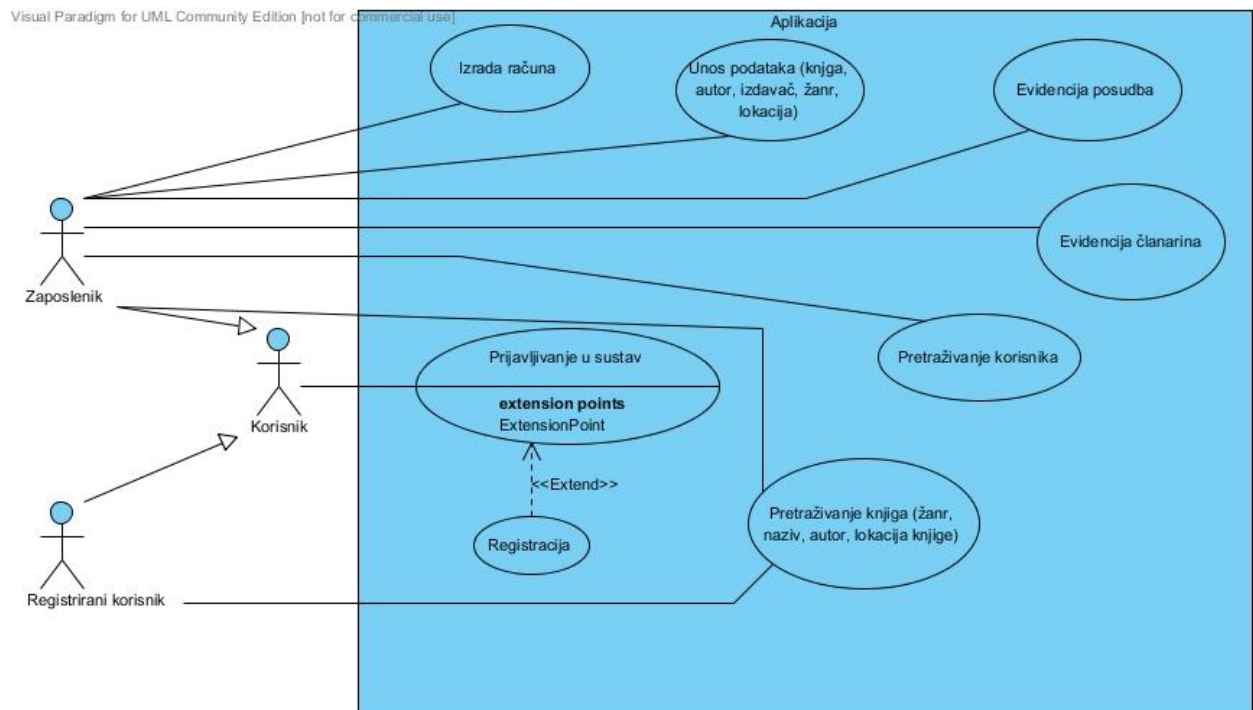 Visual Paradigm for UML Community Edition [not for commercial use]
Aplikacija
Izrada računa
Unos podataka (knjga,
autor, izdavač, žanr,
lokacija)
Evidencija posudba
Evidencija članarina
Zaposlenik
Prijavljivanje u sustav
Pretraživanje korisnika
extension points
ExtensionPoint
Korisnik
<<Extend>>
Pretraživanje knjiga (žanr,
naziv, autor, lokacija knjige)
Registracija
Registrirani korisnik